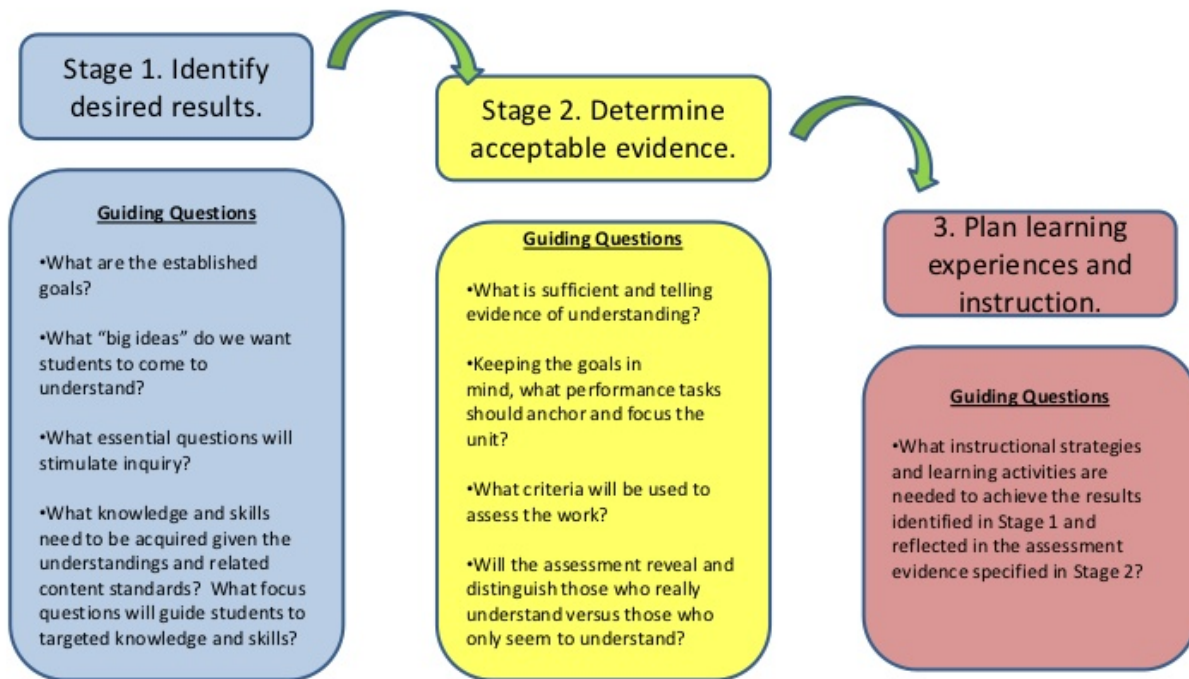 Stage 1. Identify
desired results.
Guiding Questions
•What are the established
goals?
•What “big ideas” do we want
students to come to
understand?
•What essential questions will
stimulate inquiry?
•What knowledge and skills
need to be acquired given the
understandings and related
content standards?  What focus
questions will guide students to
targeted knowledge and skills?
Stage 2. Determine
acceptable evidence.
Guiding Questions
•What is sufficient and telling
evidence of understanding?
•Keeping the goals in
mind, what performance tasks
should anchor and focus the
unit?
•What criteria will be used to
assess the work?
•Will the assessment reveal and
distinguish those who really
understand versus those who
only seem to understand?
3. Plan learning
experiences and
instruction.
Guiding Questions
•What instructional strategies
and learning activities are
needed to achieve the results
identified in Stage 1 and
reflected in the assessment
evidence specified in Stage 2?